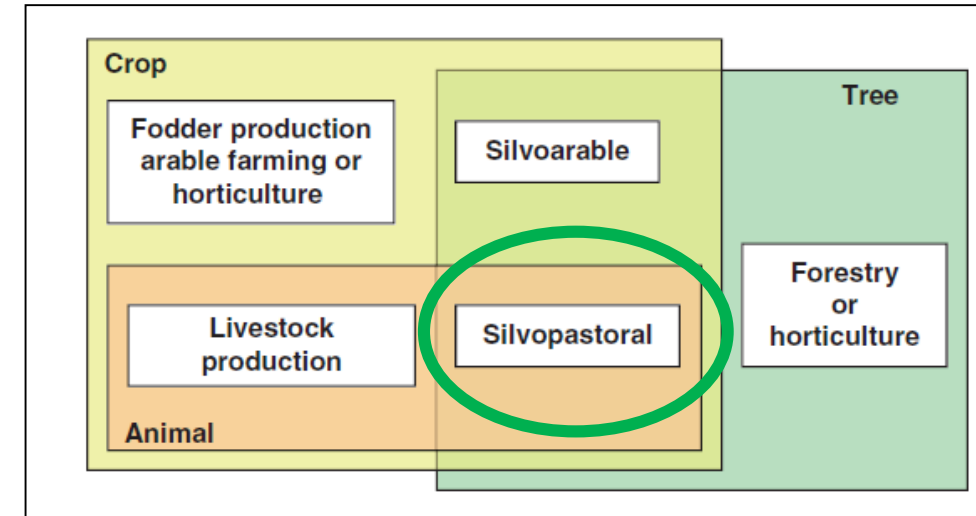 Crop
Tree
Fodder production
arable farming or
horticulture
Silvoarable
Forestry
or
horticulture
Livestock
production
Silvopastoral
Animal